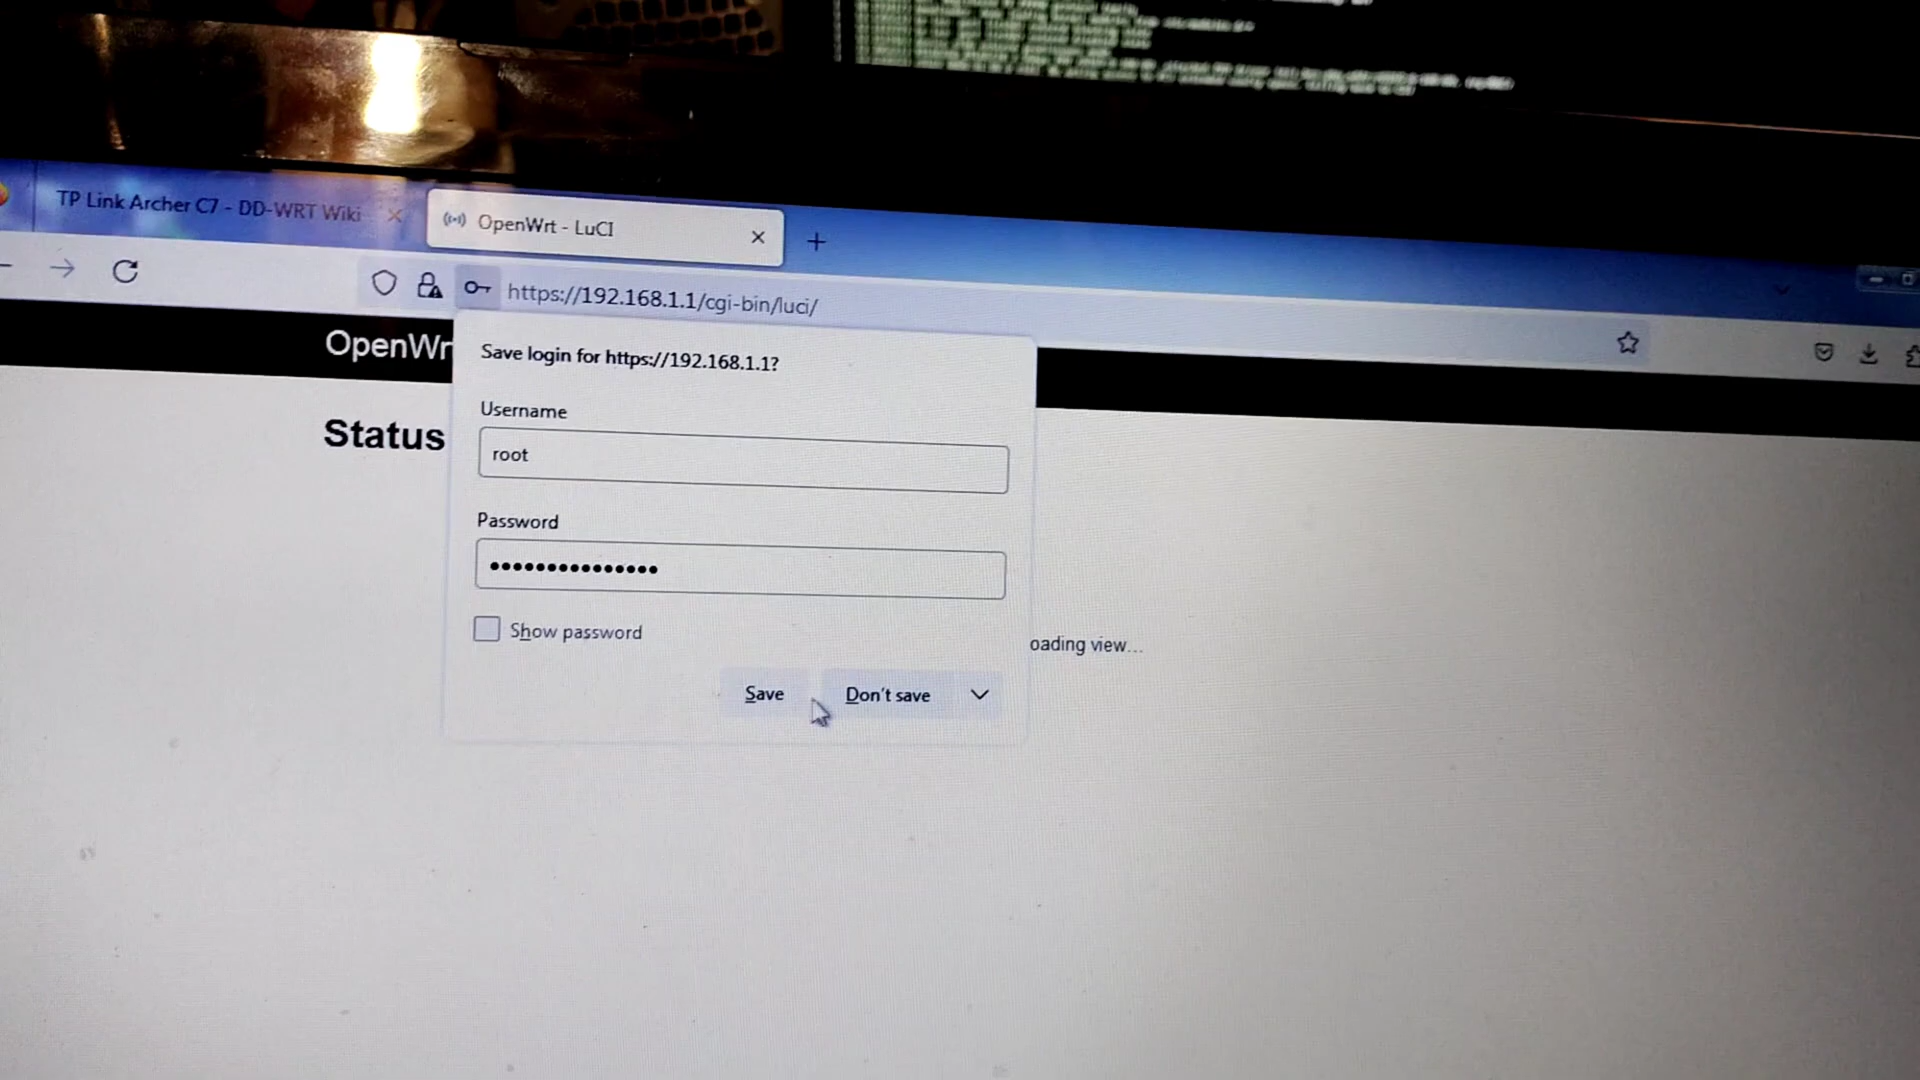 TP Link Archer C7 - DD-WRT Wiki
OpenWrt - LuCI
https://192.168.1.1/cgi-bin/luci/
OpenWr
Save login for https://192.168.1.1?
Status
Username
root
Password
•••••••••••••••
Show password
oading view...
Save
Don't save